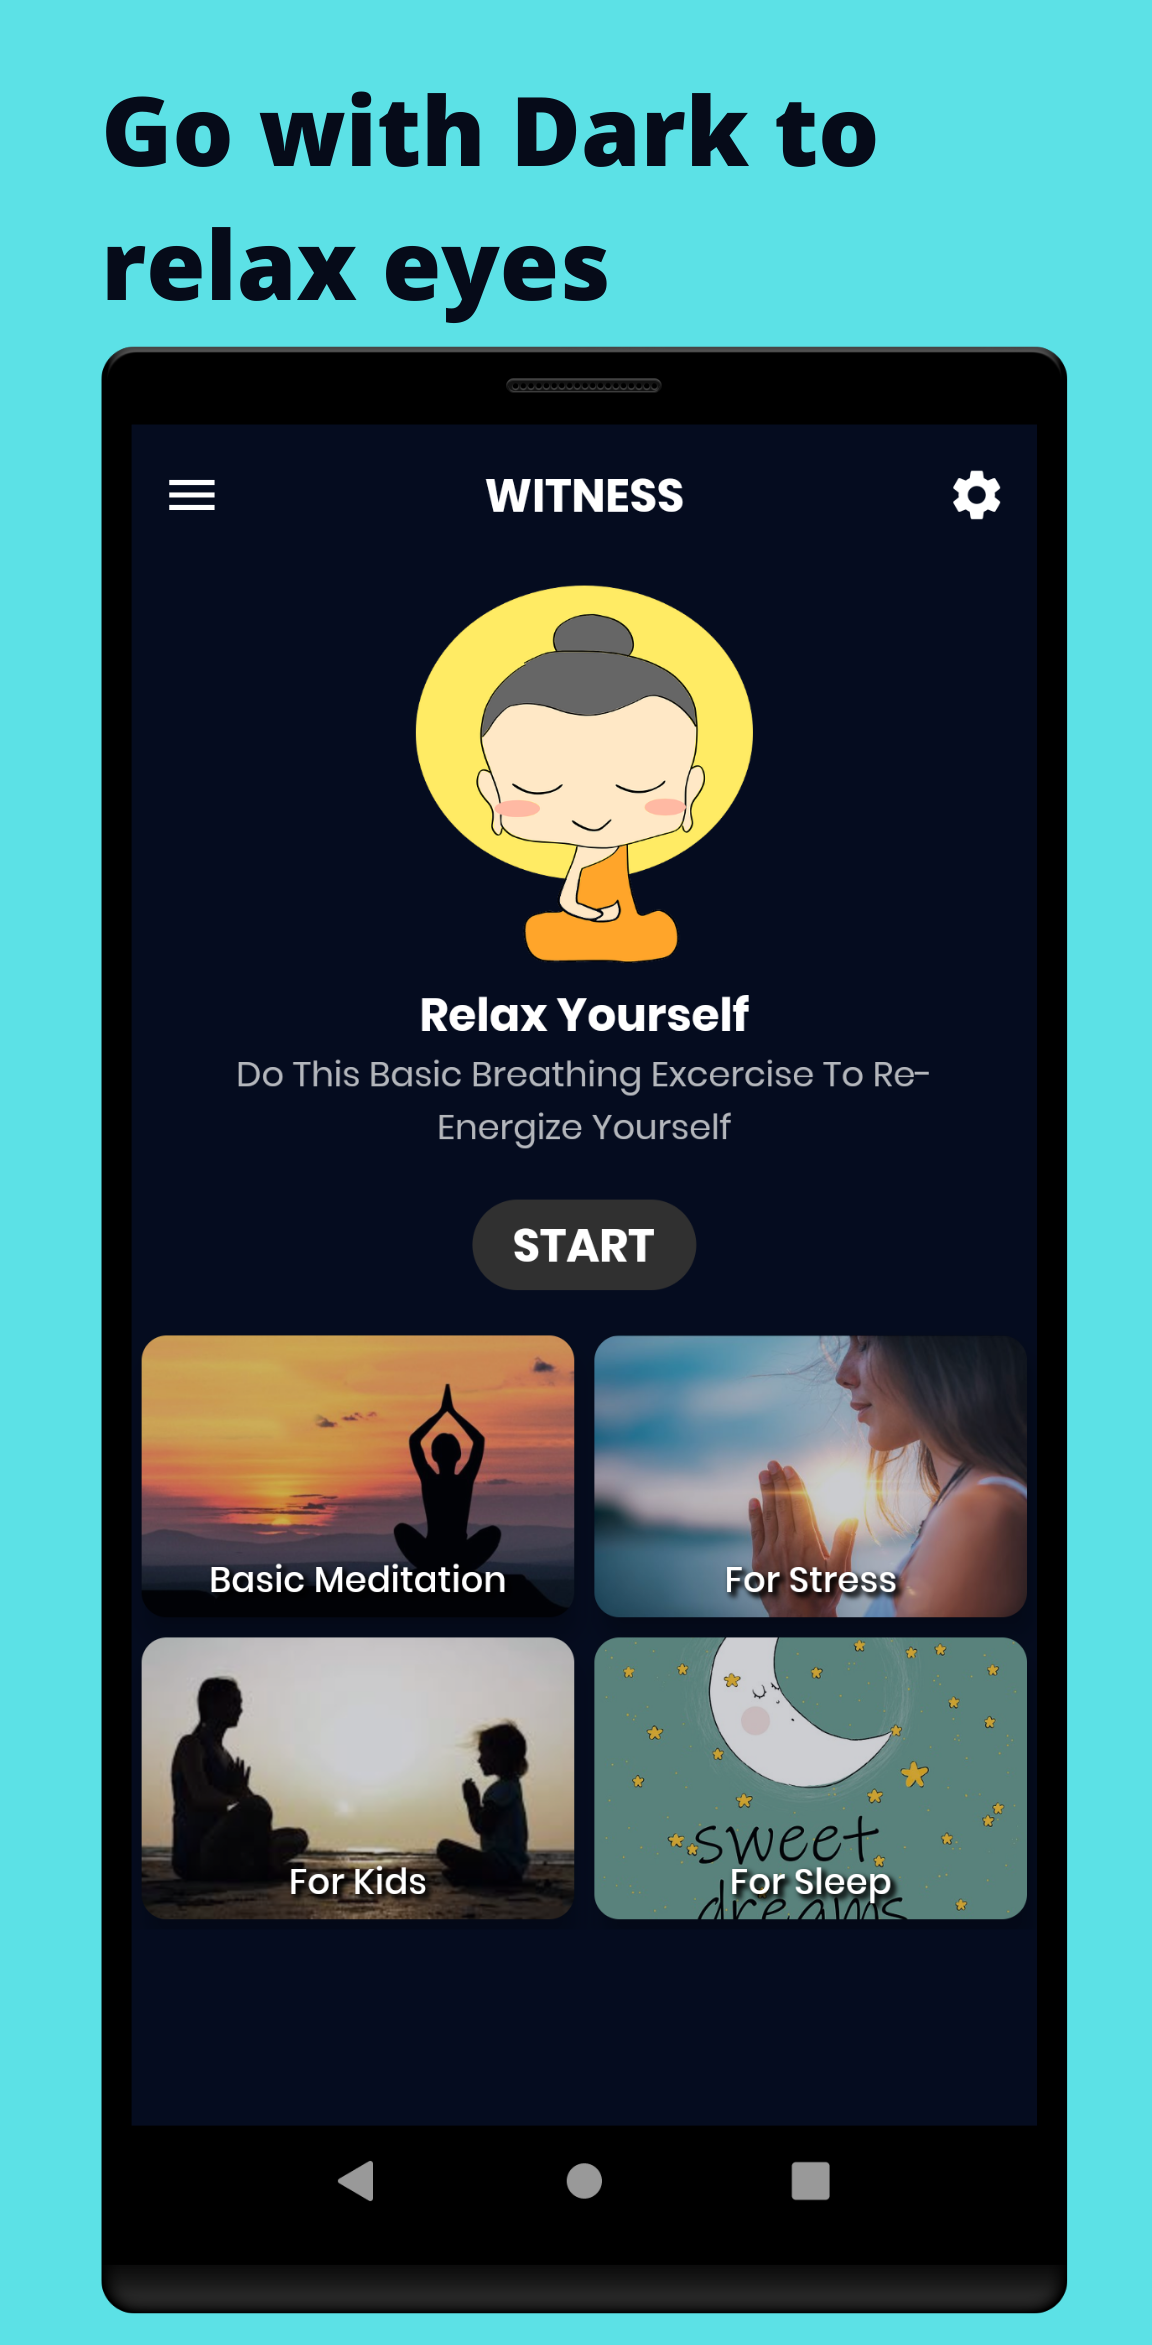 Go with Dark to
relax eyes
WITNESS
Relax Yourself
Do This Basic Breathing Excercise To Re-
Energize Yourself
START
Basic Meditation
For Stress
For Kids
sweet
For Sleep
dreams